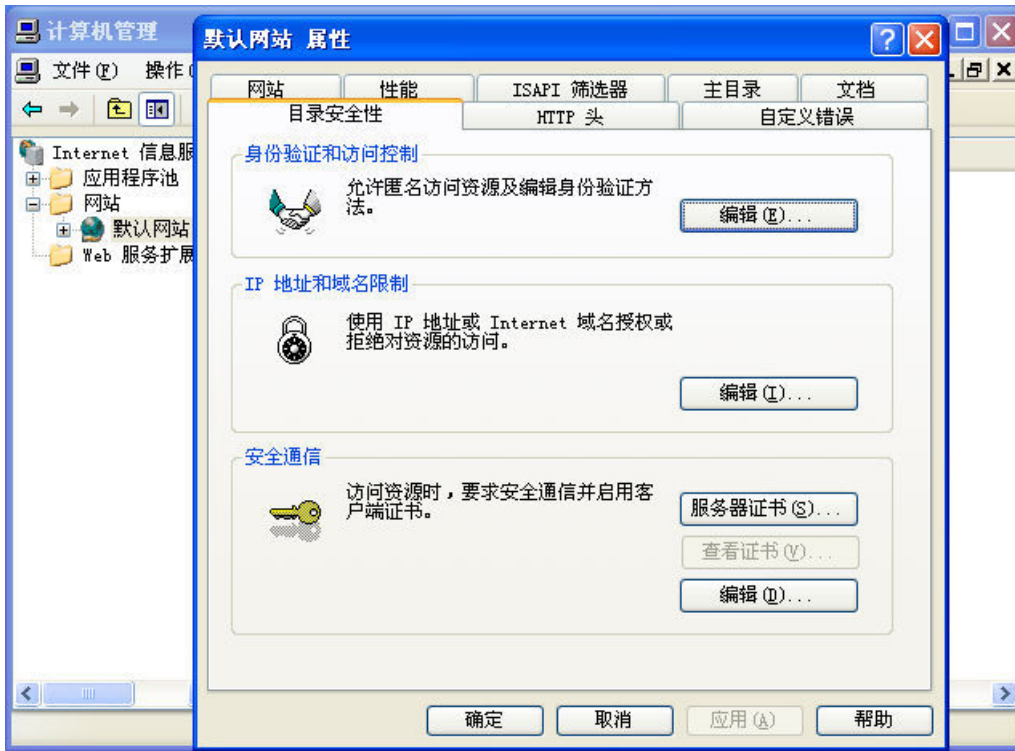 计算机管理
文件(F) 操作(
Internet 信息服
应用程序池
网站
默认网站
Web 服务扩展
默认网站 属性
网站 性能 ISAPI 筛选器 主目录 文档
目录安全性 HTTP 头 自定义错误
身份验证和访问控制
允许匿名访问资源及编辑身份验证方
法。
编辑(E)...
IP 地址和域名限制
使用 IP 地址或 Internet 域名授权或
拒绝对资源的访问。
编辑(I)...
安全通信
访问资源时，要求安全通信并启用客
户端证书。
服务器证书(S)...
查看证书(V)...
编辑(D)...
确定 取消 应用(A) 帮助